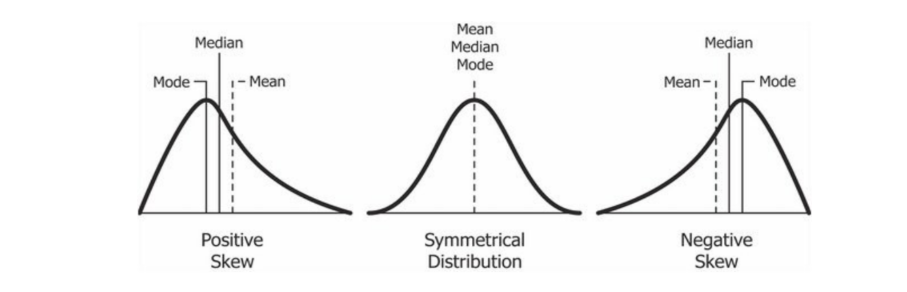 Median
Mode
Mean
Positive
Skew
Mean
Median
Mode
Symmetrical
Distribution
Median
Mean
Mode
Negative
Skew